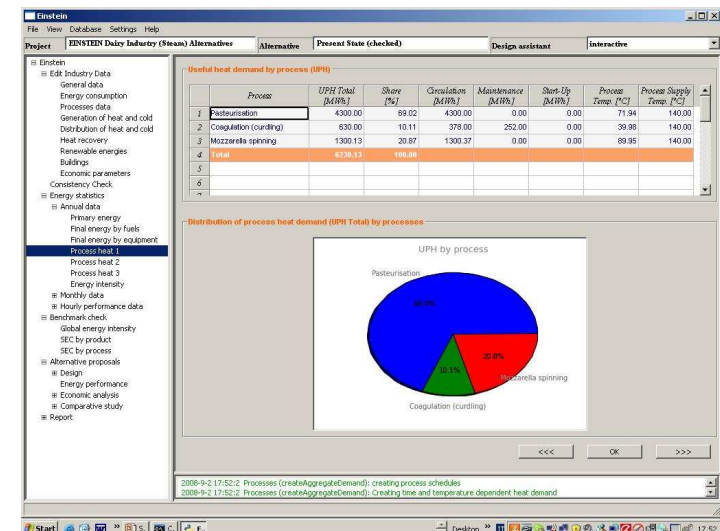 Einstein
File View Database Settings Help
Project EINSTEIN Dairy Industry (Steam) Alternatives Alternative Present State (checked) Design assistant interactive
Einstein
Edit Industry Data
General data
Energy consumption
Processes data
Generation of heat and cold
Distribution of heat and cold
Heat recovery
Renewable energies
Buildings
Economic parameters
Consistency Check
Energy statistics
Annual data
Primary energy
Final energy by fuels
Final energy by equipment
Process heat 1
Process heat 2
Process heat 3
Energy intensity
Monthly data
Hourly performance data
Benchmark check
Global energy intensity
SEC by product
SEC by process
Alternative proposals
Design
Energy performance
Economic analysis
Comparative study
Report
Useful heat demand by process (UPH)
Process UPH Total [MWh] Share [%] Circulation [MWh] Maintenance [MWh] Start-Up [MWh] Process Temp. [°C] Process Supply Temp. [°C]
1 Pasteurisation 4300.00 69.02 4300.00 0.00 0.00 71.94 140.00
2 Coagulation (curdling) 630.00 10.11 378.00 252.00 0.00 39.98 140.00
3 Mozzarella spinning 1300.13 20.87 1300.37 0.00 0.00 89.95 140.00
4 Total 6230.13 100.00
5
6
Distribution of process heat demand (UPH Total) by processes
UPH by process
Pasteurisation
10.1%
20.8%
Mozzarella spinning
Coagulation (curdling)
<<< OK >>>
2008-9-2 17:52:2 Processes (createAggregateDemand): creating process schedules
2008-9-2 17:52:2 Processes (createAggregateDemand): Creating time and temperature dependent heat demand
Start Desktop 17:52